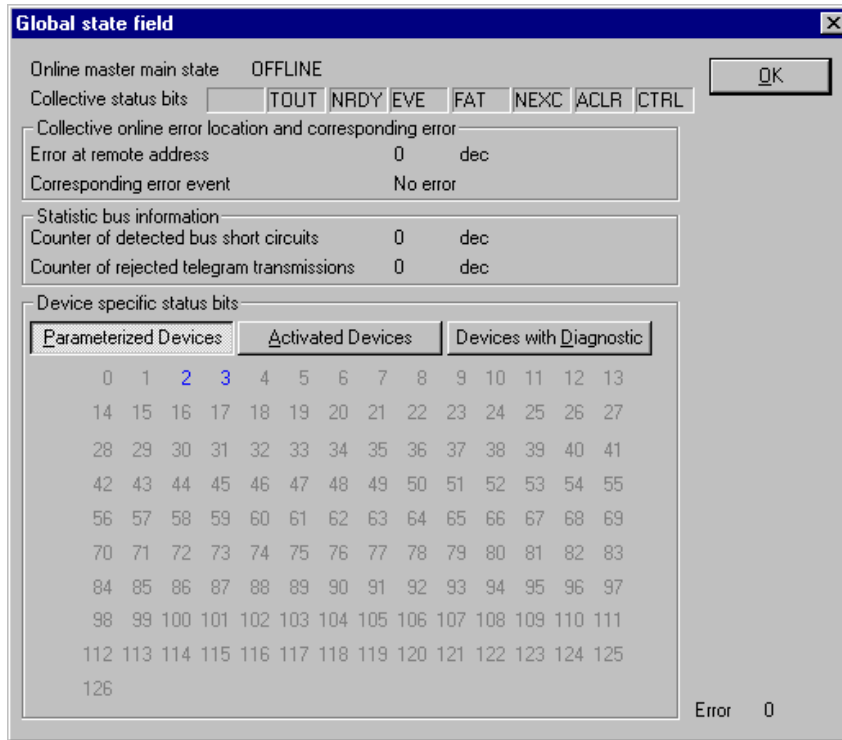 Global state field
Online master main state OFFLINE
OK
Collective status bits TOUT NRDY EVE FAT NEXC ACLR CTRL
Collective online error location and corresponding error
Error at remote address 0 dec
Corresponding error event No error
Statistic bus information
Counter of detected bus short circuits 0 dec
Counter of rejected telegram transmissions 0 dec
Device specific status bits
Parameterized Devices Activated Devices Devices with Diagnostic
0 1 2 3 4 5 6 7 8 9 10 11 12 13
14 15 16 17 18 19 20 21 22 23 24 25 26 27
28 29 30 31 32 33 34 35 36 37 38 39 40 41
42 43 44 45 46 47 48 49 50 51 52 53 54 55
56 57 58 59 60 61 62 63 64 65 66 67 68 69
70 71 72 73 74 75 76 77 78 79 80 81 82 83
84 85 86 87 88 89 90 91 92 93 94 95 96 97
98 99 100 101 102 103 104 105 106 107 108 109 110 111
112 113 114 115 116 117 118 119 120 121 122 123 124 125
126
Error 0